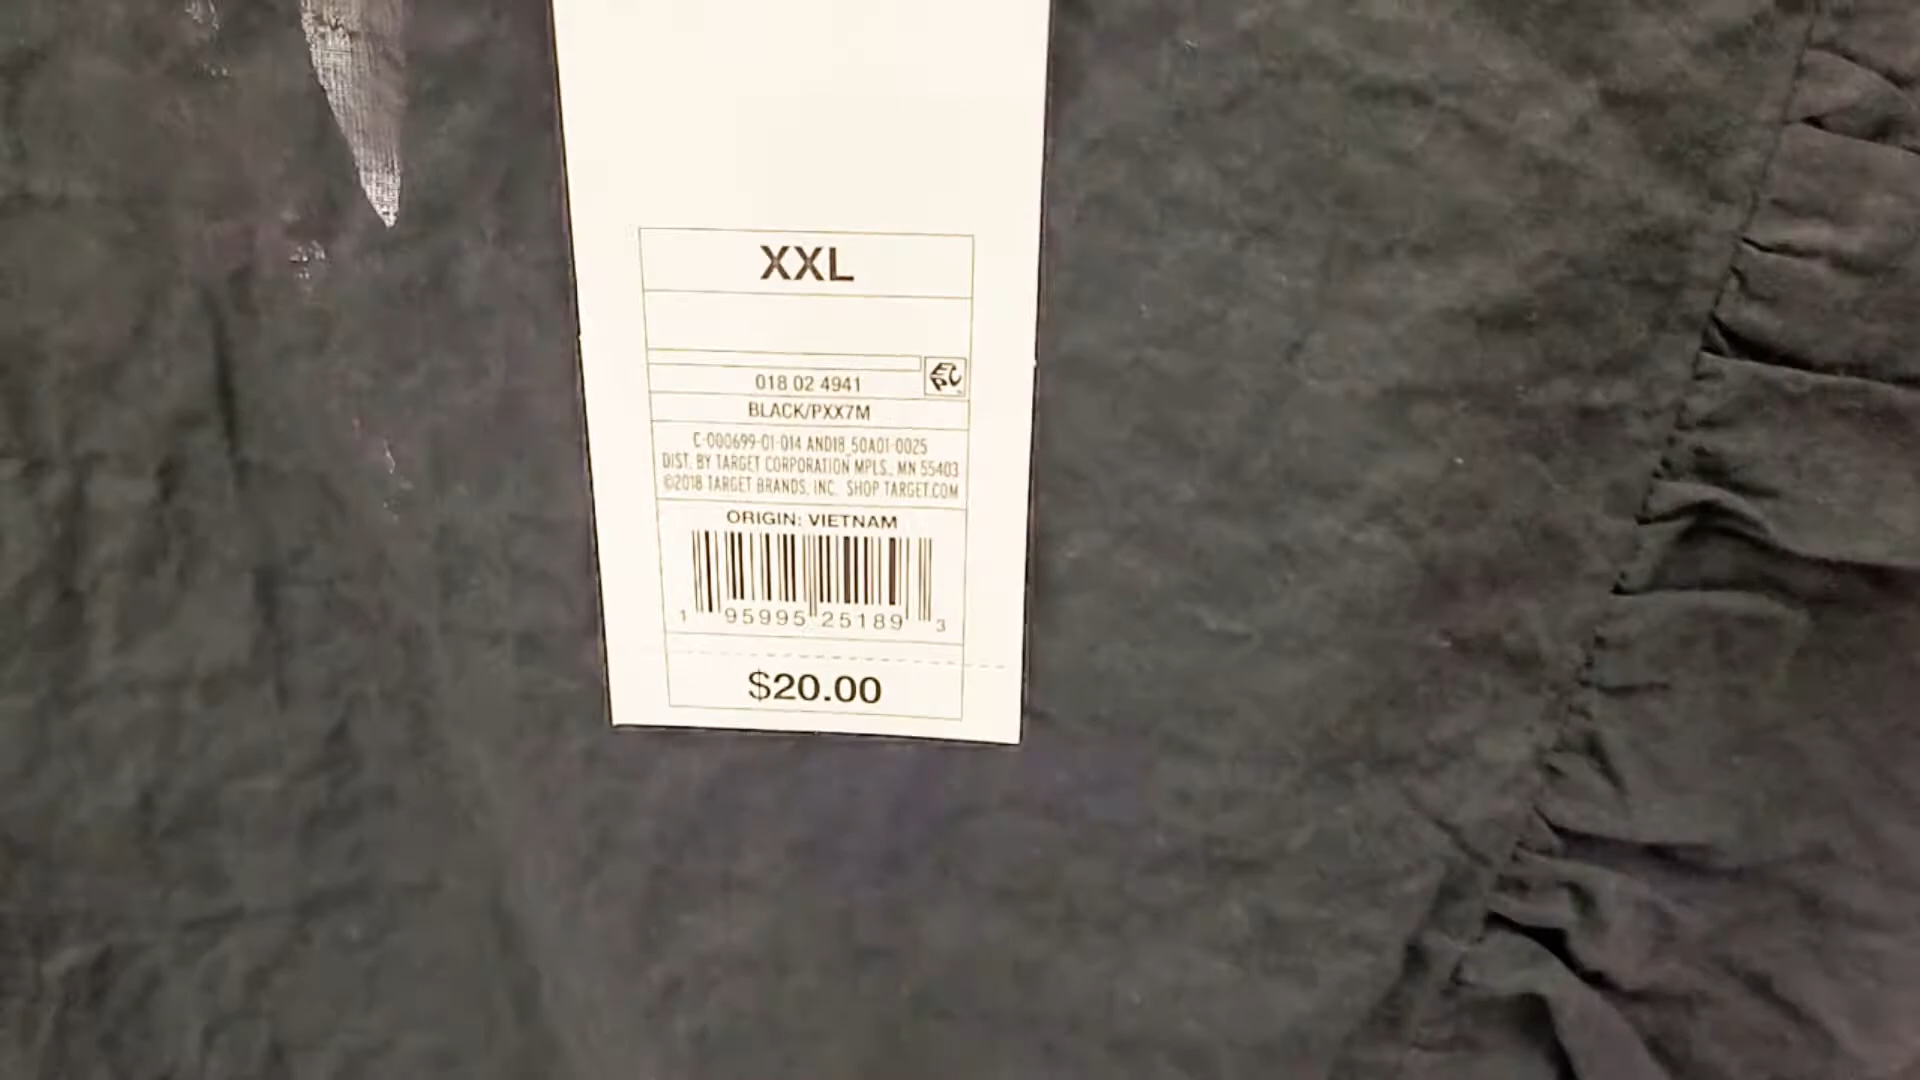 XXL
EPC
018 02 4941
BLACK/PXX7M
C-000699-01-014 AND18_50A01-0025
DIST. BY TARGET CORPORATION MPLS., MN 55403
©2018 TARGET BRANDS, INC. SHOP TARGET.COM
ORIGIN: VIETNAM
1 95995 25189 3
$20.00